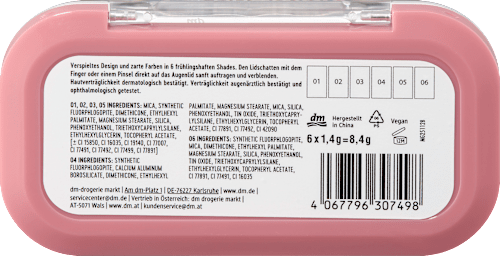 Verspieltes Design und zarte Farben in 6 frühlingshaften Shades. Den Lidschatten mit dem
Finger oder einem Pinsel direkt auf das Augenlid sanft auftragen und verblenden.
Hautverträglichkeit dermatologisch bestätigt. Verträglichkeit augenärztlich bestätigt und
ophthalmologisch getestet.
01, 02, 03, 05 INGREDIENTS: MICA, SYNTHETIC
FLUORPHLOGOPITE, DIMETHICONE, ETHYLHEXYL
PALMITATE, MAGNESIUM STEARATE, SILICA,
PHENOXYETHANOL, TRIETHOXYCAPRYLYLSILANE,
ETHYLHEXYLGLYCERIN, TOCOPHERYL ACETATE,
[± CI 15850, CI 16035, CI 19140, CI 77007,
CI 77491, CI 77492, CI 77499, CI 77891]
04 INGREDIENTS: SYNTHETIC
FLUORPHLOGOPITE, CALCIUM ALUMINUM
BOROSILICATE, DIMETHICONE, ETHYLHEXYL
PALMITATE, MAGNESIUM STEARATE, MICA, SILICA,
PHENOXYETHANOL, TIN OXIDE, TRIETHOXYCAPRYLYL-
SILANE, ETHYLHEXYLGLYCERIN, TOCOPHERYL
ACETATE, CI 77891, CI 77492, CI 42090
06 INGREDIENTS: MICA, SYNTHETIC
FLUORPHLOGOPITE, DIMETHICONE, ETHYLHEXYL
PALMITATE, MAGNESIUM STEARATE,
SILICA, PHENOXYETHANOL, TIN OXIDE,
TRIETHOXYCAPRYLYLSILANE,
ETHYLHEXYLGLYCERIN, TOCOPHERYL ACETATE,
CI 77891, CI 77491, CI 16035
dm-drogerie markt | Am dm-Platz 1 | DE-76227 Karlsruhe | www.dm.de |
servicecenter@dm.de | Vertrieb in Österreich: dm drogerie markt |
AT-5071 Wals | www.dm.at | kundenservice@dm.at
01 02 03 04 05 06
dm Hergestellt
in China
PAP
VEGAN
6 x 1,4g=8,4g
4 067796 307498